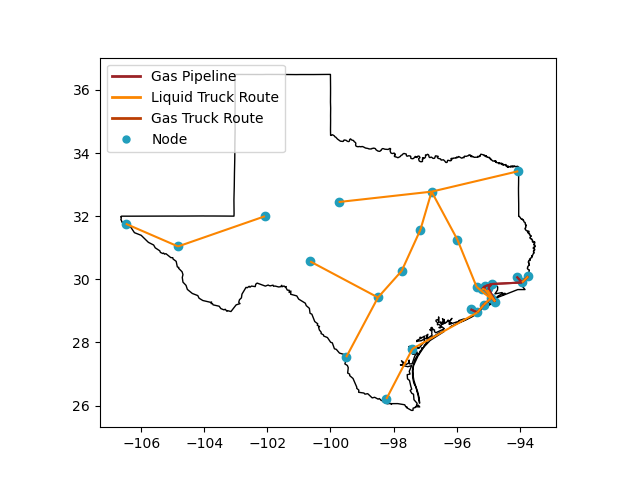 Gas Pipeline
Liquid Truck Route
Gas Truck Route
Node
36
34
32
30
28
26
−106 −104 −102 −100 −98 −96 −94